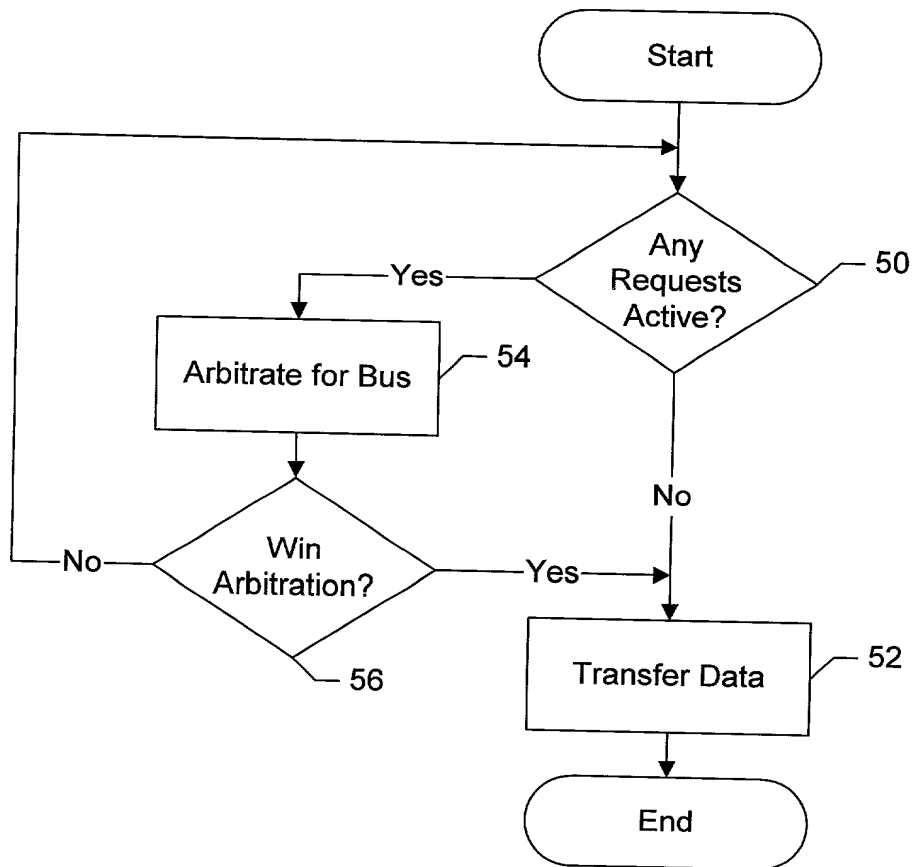 Start
Any
Requests
Active?
50
Yes
Arbitrate for Bus
54
No
Win
Arbitration?
No
Yes
56
Transfer Data
52
End